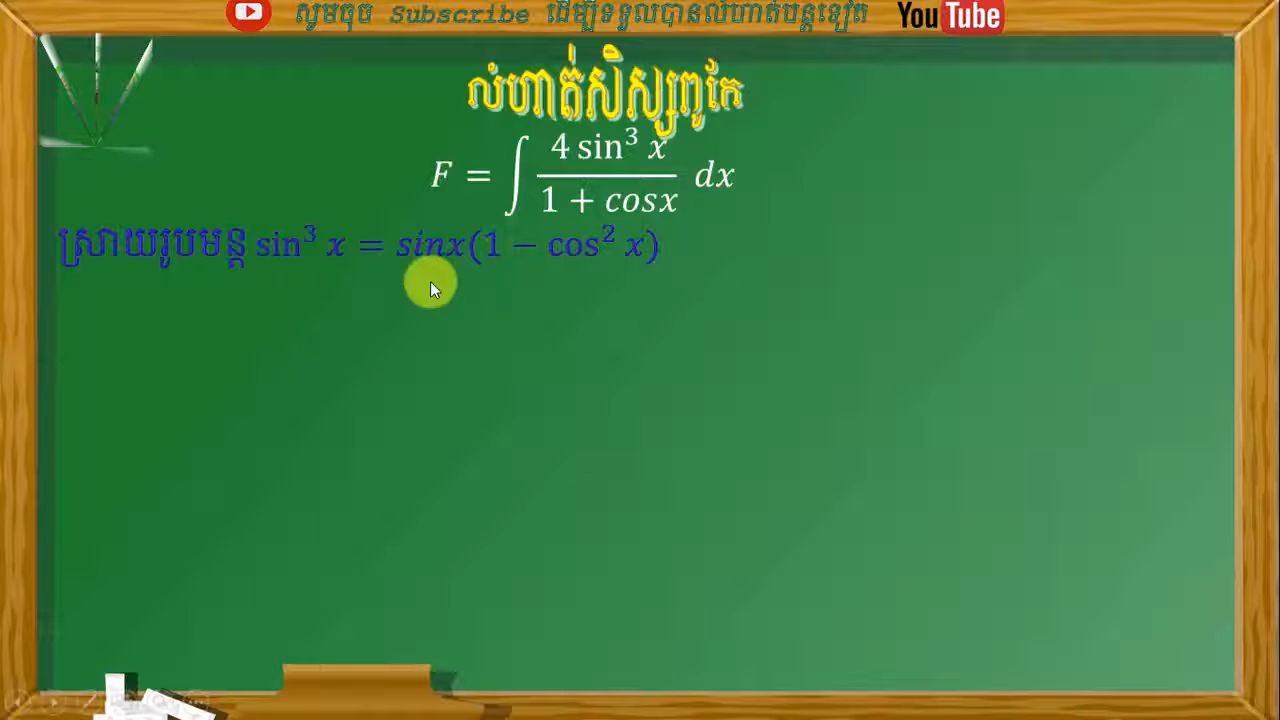 សូមចុច Subscribe ដើម្បីទទួលបានលំហាត់បន្តទៀត YouTube
លំហាត់សិស្សពូកែ
F = ∫ \frac{4 sin³ x}{1 + cosx} dx
ស្រាយរូបមន្ត sin³ x = sinx(1 − cos² x)